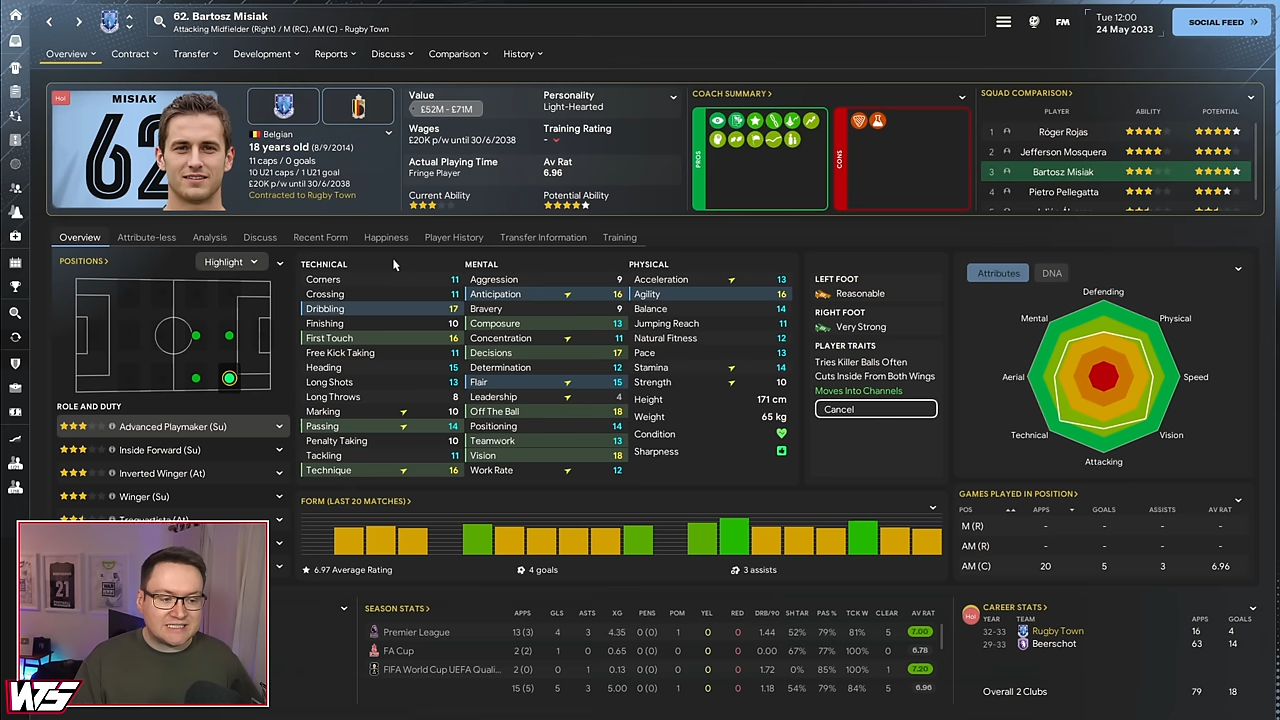 62. Bartosz Misiak
Attacking Midfielder (Right) / M (RC), AM (C) - Rugby Town
FM
Tue 12:00
24 May 2033
SOCIAL FEED
Overview
Contract
Transfer
Development
Reports
Discuss
Comparison
History
Hol
MISIAK
62
Belgian
18 years old (8/9/2014)
11 caps / 0 goals
10 U21 caps / 1 U21 goal
£20K p/w until 30/6/2038
Contracted to Rugby Town
Value
£52M - £71M
Wages
£20K p/w until 30/6/2038
Actual Playing Time
Fringe Player
Current Ability
Personality
Light-Hearted
Training Rating
-
Av Rat
6.96
Potential Ability
COACH SUMMARY >
PROS
CONS
SQUAD COMPARISON >
PLAYER ABILITY POTENTIAL
1 Róger Rojas
2 Jefferson Mosquera
3 Bartosz Misiak
4 Pietro Pellegatta
Overview
Attribute-less
Analysis
Discuss
Recent Form
Happiness
Player History
Transfer Information
Training
POSITIONS >
Highlight
ROLE AND DUTY
Advanced Playmaker (Su)
Inside Forward (Su)
Inverted Winger (At)
Winger (Su)
Trequartista (At)
TECHNICAL
Corners 11
Crossing 11
Dribbling 17
Finishing 10
First Touch 16
Free Kick Taking 11
Heading 15
Long Shots 13
Long Throws 8
Marking 10
Passing 14
Penalty Taking 10
Tackling 11
Technique 16
MENTAL
Aggression 9
Anticipation 16
Bravery 9
Composure 13
Concentration 11
Decisions 17
Determination 12
Flair 15
Leadership 4
Off The Ball 18
Positioning 14
Teamwork 13
Vision 18
Work Rate 12
PHYSICAL
Acceleration 13
Agility 16
Balance 14
Jumping Reach 11
Natural Fitness 12
Pace 13
Stamina 14
Strength 10
Height 171 cm
Weight 65 kg
Condition
Sharpness
LEFT FOOT
Reasonable
RIGHT FOOT
Very Strong
PLAYER TRAITS
Tries Killer Balls Often
Cuts Inside From Both Wings
Moves Into Channels
Cancel
Attributes
DNA
Defending
Physical
Speed
Vision
Attacking
Technical
Aerial
Mental
FORM (LAST 20 MATCHES) >
6.97 Average Rating
4 goals
3 assists
GAMES PLAYED IN POSITION >
POS APPS GOALS ASSISTS AV RAT
M (R) - - - -
AM (R) - - - -
AM (C) 20 5 3 6.96
SEASON STATS > APPS GLS ASTS XG PENS POM YEL RED DRB/90 SH TAR PAS % TCK W CLEAR AV RAT
Premier League 13 (3) 4 3 4.35 0 (0) 1 0 0 1.44 52% 79% 81% 5 7.00
FA Cup 2 (2) 1 0 0.65 0 (0) 0 0 0 0.00 67% 77% 100% 0 6.78
FIFA World Cup UEFA Quali... 2 (0) 0 1 0.13 0 (0) 0 0 0 1.72 0% 85% 100% 1 7.20
15 (5) 5 3 5.00 0 (0) 1 0 0 1.18 54% 79% 84% 5 6.96
Hol
CAREER STATS >
YEAR TEAM APPS GOALS
32-33 Rugby Town 16 4
29-33 Beerschot 63 14
Overall 2 Clubs 79 18
21
WTS